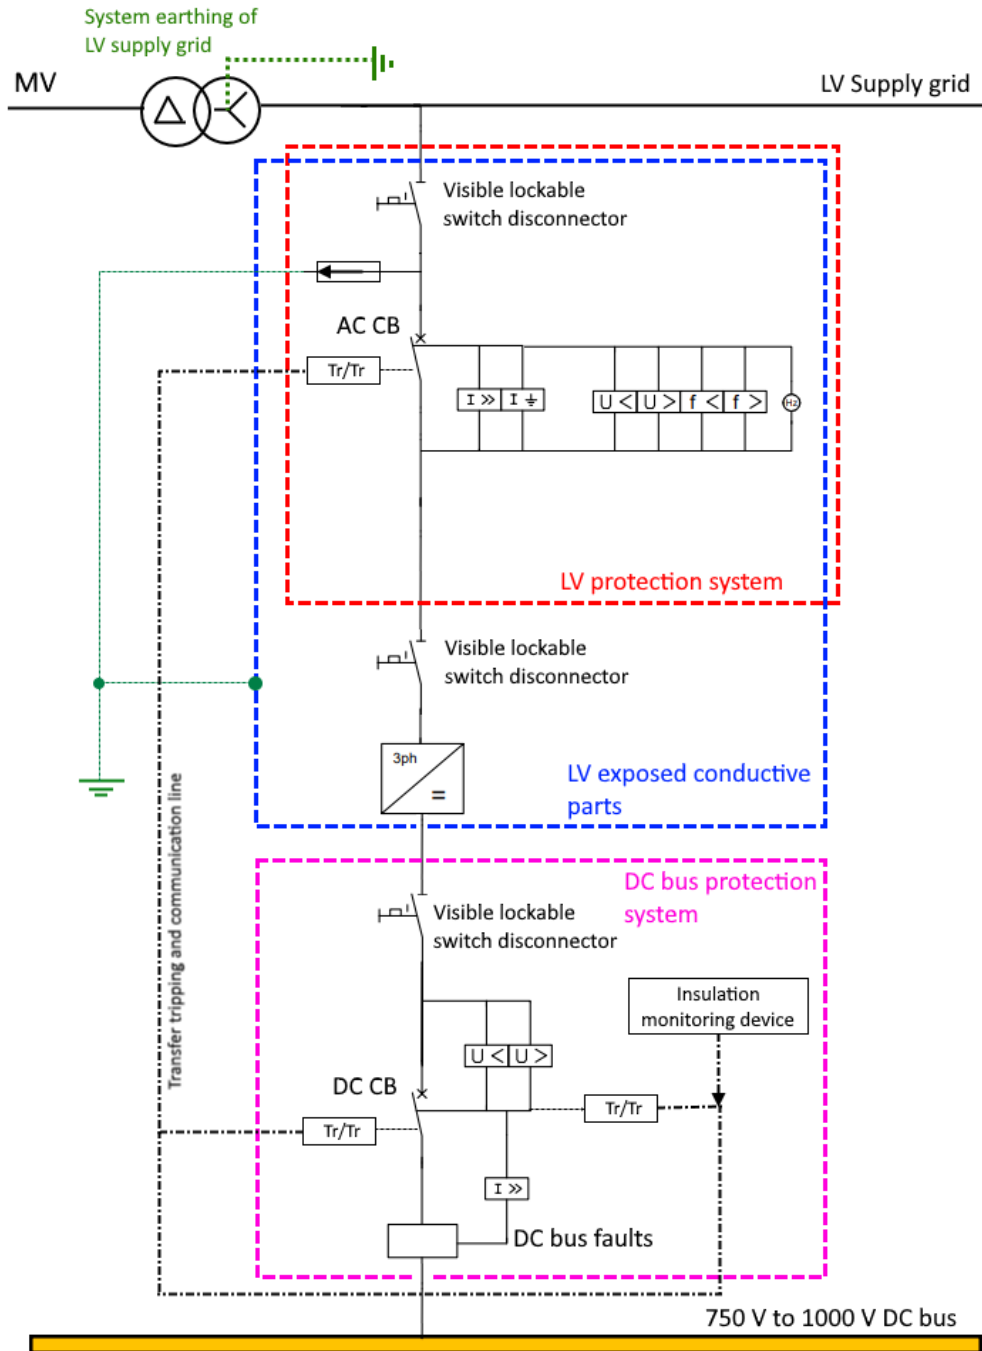 System earthing of
LV supply grid
MV
LV Supply grid
Visible lockable
switch disconnector
AC CB
Tr/Tr
I >>
I
U <
U >
f <
f >
Hz
LV protection system
Visible lockable
switch disconnector
3ph
=
LV exposed conductive
parts
Transfer tripping and communication line
DC bus protection
system
Visible lockable
switch disconnector
Insulation
monitoring device
U <
U >
DC CB
Tr/Tr
Tr/Tr
I >>
DC bus faults
750 V to 1000 V DC bus